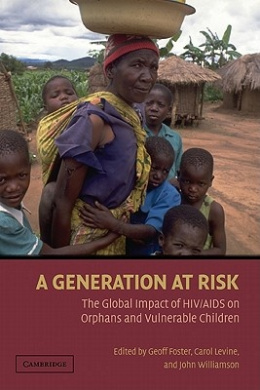 A GENERATION AT RISK
The Global Impact of HIV/AIDS on
Orphans and Vulnerable Children
Edited by Geoff Foster, Carol Levine,
and John Williamson
CAMBRIDGE